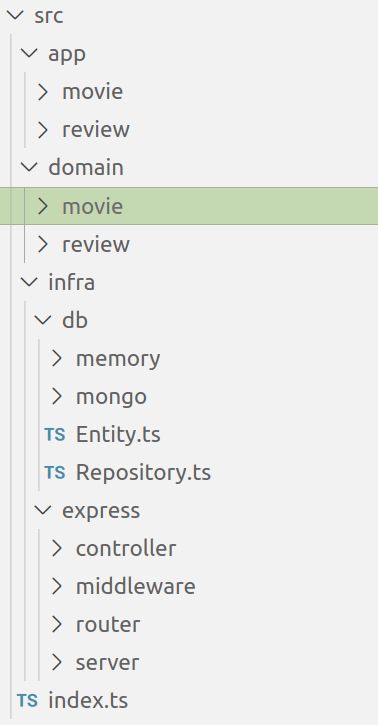 src
app
movie
review
domain
movie
review
infra
db
memory
mongo
TS Entity.ts
TS Repository.ts
express
controller
middleware
router
server
TS index.ts